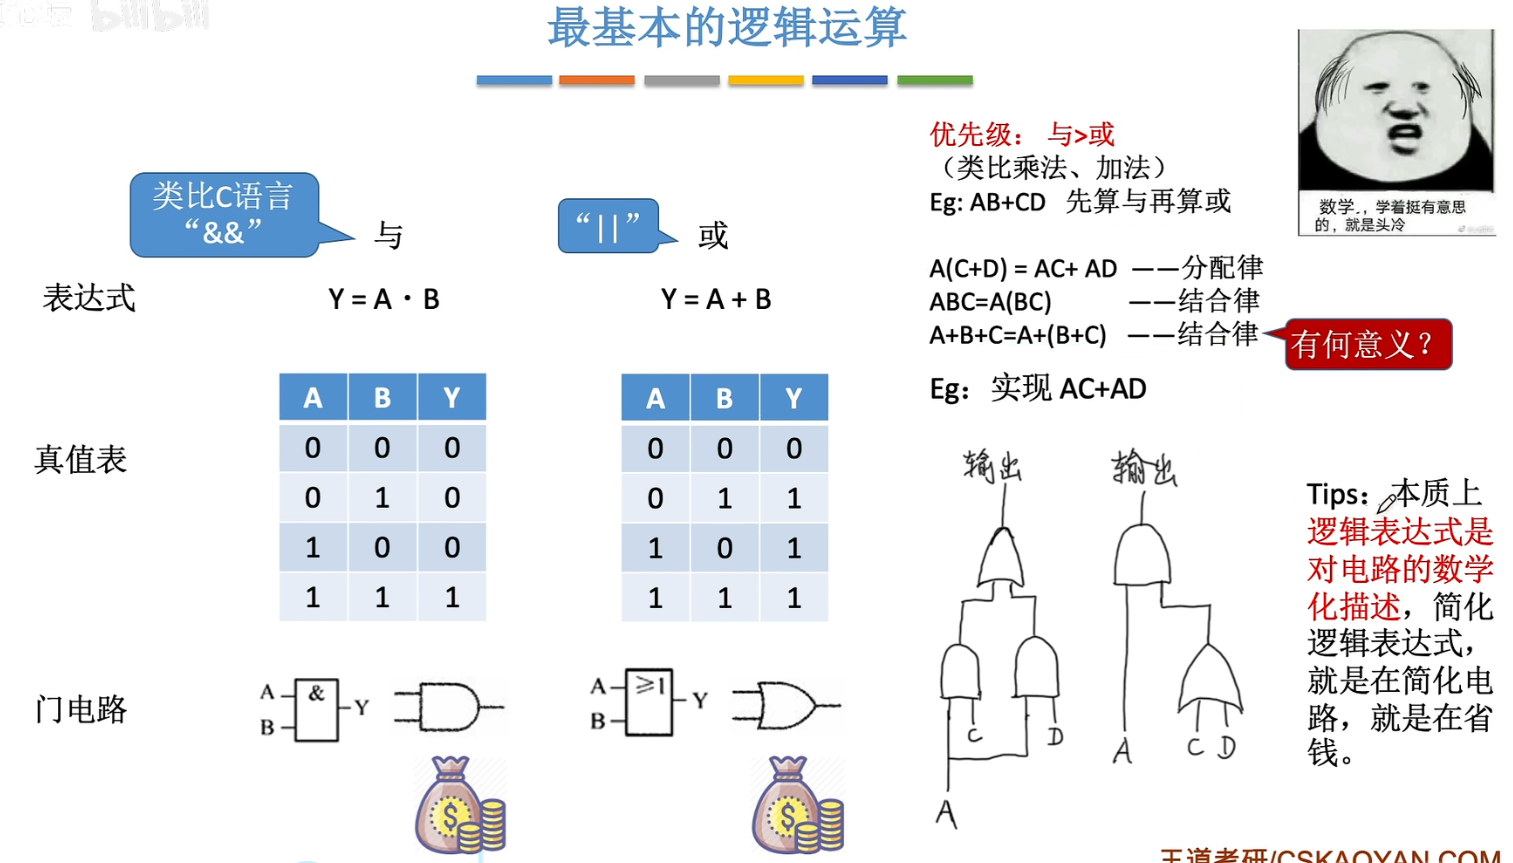 bilibili
最基本的逻辑运算
类比C语言
“&&”
与
“||”
或
表达式
Y = A · B
Y = A + B
真值表
A B Y
0 0 0
0 1 0
1 0 0
1 1 1
A B Y
0 0 0
0 1 1
1 0 1
1 1 1
门电路
A
B
&
Y
A
B
≥1
Y
$
$
优先级： 与>或
（类比乘法、加法）
Eg: AB+CD 先算与再算或
A(C+D) = AC+ AD ——分配律
ABC=A(BC) ——结合律
A+B+C=A+(B+C) ——结合律
有何意义？
Eg：实现 AC+AD
输出
C
D
A
输出
A
C D
数学.，学着挺有意思
的，就是头冷
Tips：本质上
逻辑表达式是
对电路的数学
化描述，简化
逻辑表达式，
就是在简化电
路，就是在省
钱。
王道考研/CSKAOYAN.COM